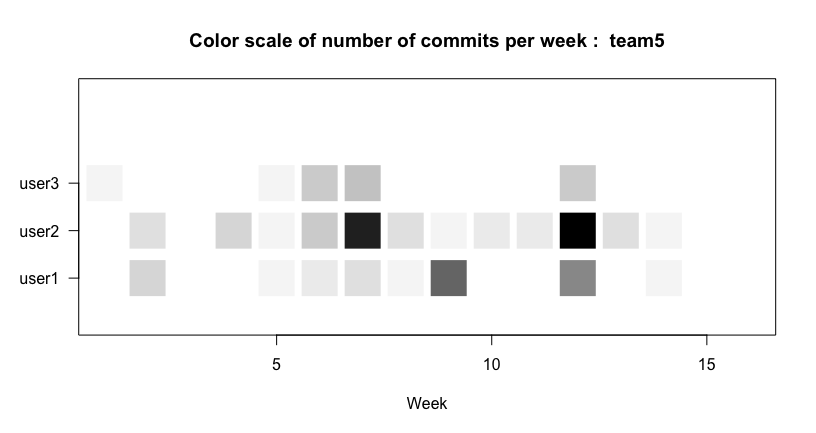 Color scale of number of commits per week :  team5
user3
user2
user1
5 10 15
Week